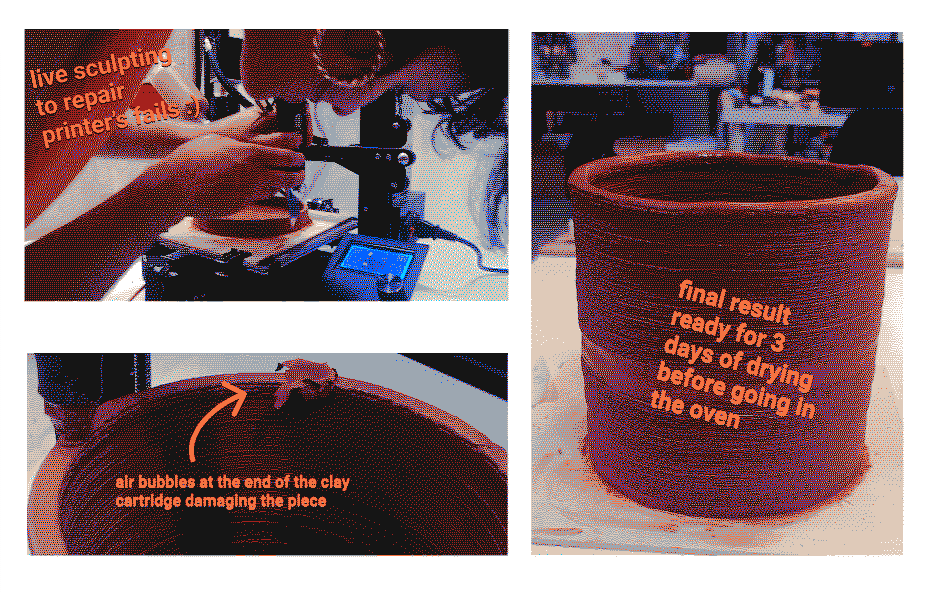 live sculpting
to repair
printer's fails
air bubbles at the end of the clay
cartridge damaging the piece
final result
ready for 3
days of drying
before going in
the oven